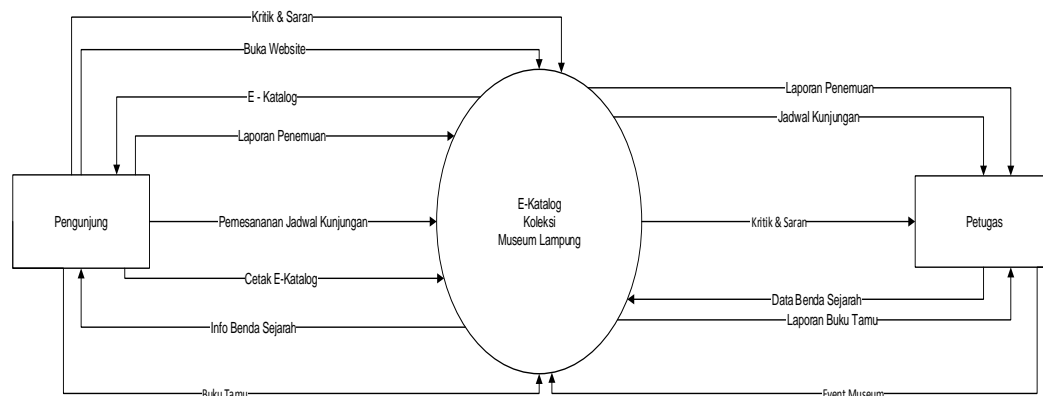 Kritik & Saran
Buka Website
E - Katalog
Laporan Penemuan
Laporan Penemuan
Jadwal Kunjungan
Pengunjung
Pemesananan Jadwal Kunjungan
E-Katalog
Koleksi
Museum Lampung
Kritik & Saran
Petugas
Cetak E-Katalog
Data Benda Sejarah
Laporan Buku Tamu
Info Benda Sejarah
Buku Tamu
Event Museum